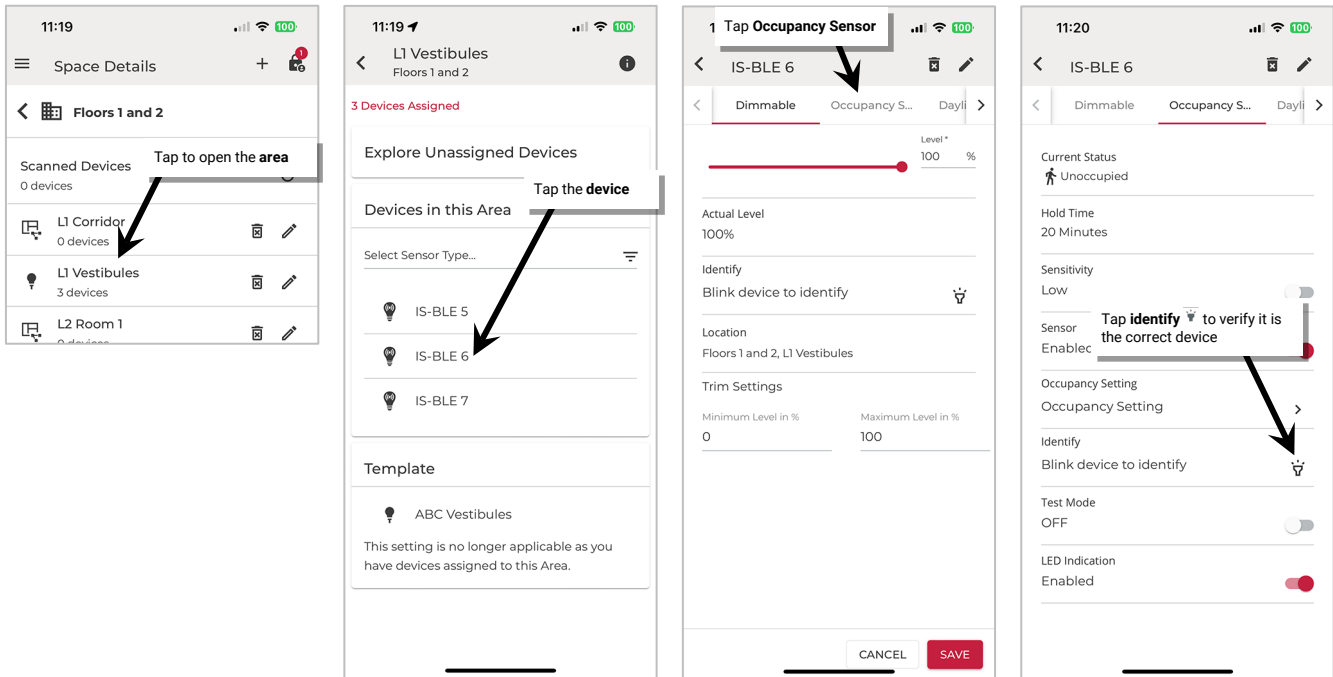 11:19
100
Space Details
1
Floors 1 and 2
Scanned Devices
0 devices
Tap to open the area
L1 Corridor
0 devices
L1 Vestibules
3 devices
L2 Room 1
0 devices
11:19
100
L1 Vestibules
Floors 1 and 2
3 Devices Assigned
Explore Unassigned Devices
Tap the device
Devices in this Area
Select Sensor Type...
IS-BLE 5
IS-BLE 6
IS-BLE 7
Template
ABC Vestibules
This setting is no longer applicable as you
have devices assigned to this Area.
1
Tap Occupancy Sensor
100
IS-BLE 6
Dimmable
Occupancy S...
Dayli
Level *
100 %
Actual Level
100%
Identify
Blink device to identify
Location
Floors 1 and 2, L1 Vestibules
Trim Settings
Minimum Level in %
Maximum Level in %
0
100
CANCEL
SAVE
11:20
100
IS-BLE 6
Dimmable
Occupancy S...
Dayli
Current Status
Unoccupied
Hold Time
20 Minutes
Sensitivity
Low
Sensor
Enabled
Tap identify to verify it is
the correct device
Occupancy Setting
Occupancy Setting
Identify
Blink device to identify
Test Mode
OFF
LED Indication
Enabled